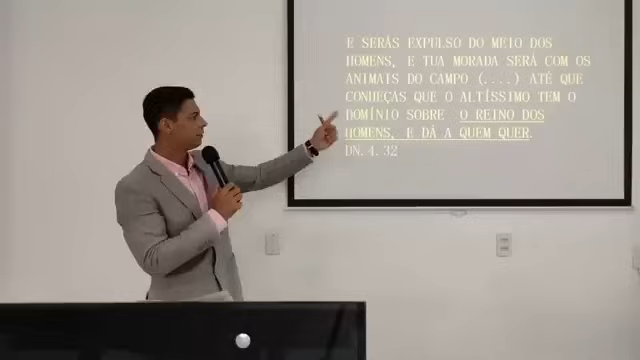 E SERÁS EXPULSO DO MEIO DOS
HOMENS, E TUA MORADA SERÁ COM OS
ANIMAIS DO CAMPO (....) ATÉ QUE
CONHEÇAS QUE O ALTÍSSIMO TEM O
DOMÍNIO SOBRE O REINO DOS
HOMENS, E DÁ A QUEM QUER.
DN.4.32